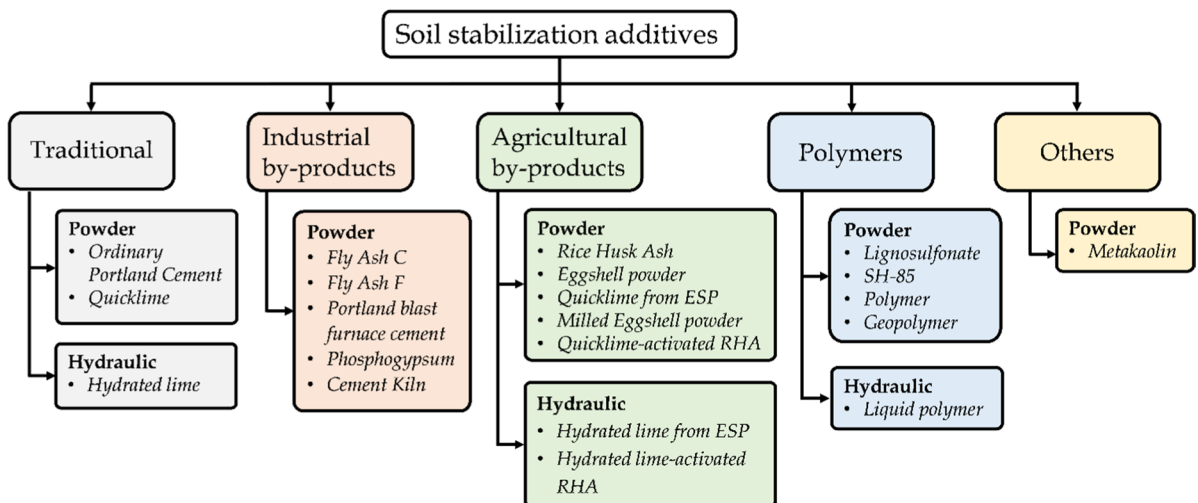 Soil stabilization additives
Traditional
Industrial
by-products
Agricultural
by-products
Polymers
Others
Powder
• Ordinary
Portland Cement
• Quicklime
Hydraulic
• Hydrated lime
Powder
• Fly Ash C
• Fly Ash F
• Portland blast
furnace cement
• Phosphogypsum
• Cement Kiln
Powder
• Rice Husk Ash
• Eggshell powder
• Quicklime from ESP
• Milled Eggshell powder
• Quicklime-activated RHA
Hydraulic
• Hydrated lime from ESP
• Hydrated lime-activated
RHA
Powder
• Lignosulfonate
• SH-85
• Polymer
• Geopolymer
Hydraulic
• Liquid polymer
Powder
• Metakaolin